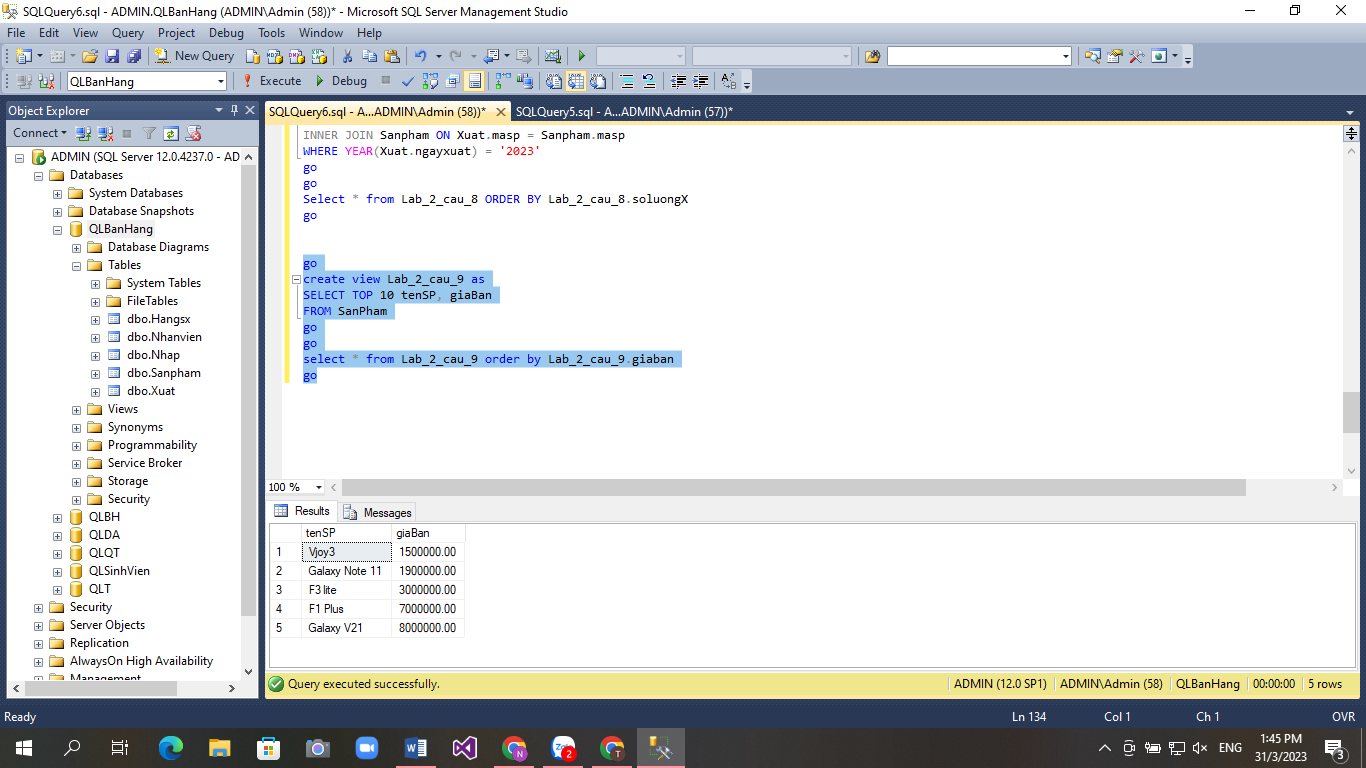 SQLQuery6.sql - ADMIN.QLBanHang (ADMIN\Admin (58))* - Microsoft SQL Server Management Studio
File Edit View Query Project Debug Tools Window Help
New Query
QLBanHang Execute Debug
Object Explorer
Connect
ADMIN (SQL Server 12.0.4237.0 - AD
Databases
System Databases
Database Snapshots
QLBanHang
Database Diagrams
Tables
System Tables
FileTables
dbo.Hangsx
dbo.Nhanvien
dbo.Nhap
dbo.Sanpham
dbo.Xuat
Views
Synonyms
Programmability
Service Broker
Storage
Security
QLBH
QLDA
QLQT
QLSinhVien
QLT
Security
Server Objects
Replication
AlwaysOn High Availability
Management
SQLQuery6.sql - A...ADMIN\Admin (58))* SQLQuery5.sql - A...ADMIN\Admin (57))*
INNER JOIN Sanpham ON Xuat.masp = Sanpham.masp
WHERE YEAR(Xuat.ngayxuat) = '2023'
go
go
Select * from Lab_2_cau_8 ORDER BY Lab_2_cau_8.soluongX
go
go
create view Lab_2_cau_9 as
SELECT TOP 10 tenSP, giaBan
FROM SanPham
go
go
select * from Lab_2_cau_9 order by Lab_2_cau_9.giaban
go
100 %
Results Messages
tenSP giaBan
1 Vjoy3 1500000.00
2 Galaxy Note 11 1900000.00
3 F3 lite 3000000.00
4 F1 Plus 7000000.00
5 Galaxy V21 8000000.00
Query executed successfully. ADMIN (12.0 SP1) ADMIN\Admin (58) QLBanHang 00:00:00 5 rows
Ready Ln 134 Col 1 Ch 1 OVR
ENG 1:45 PM
31/3/2023